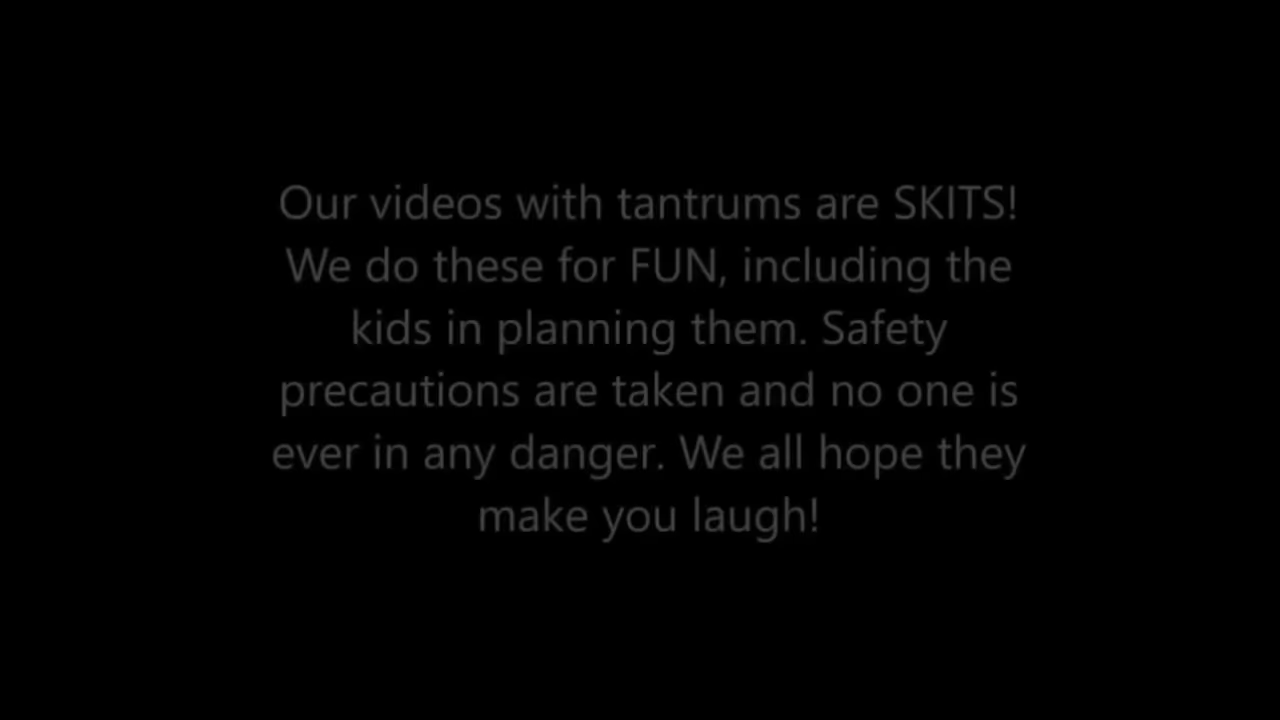 Our videos with tantrums are SKITS!
We do these for FUN, including the
kids in planning them. Safety
precautions are taken and no one is
ever in any danger. We all hope they
make you laugh!